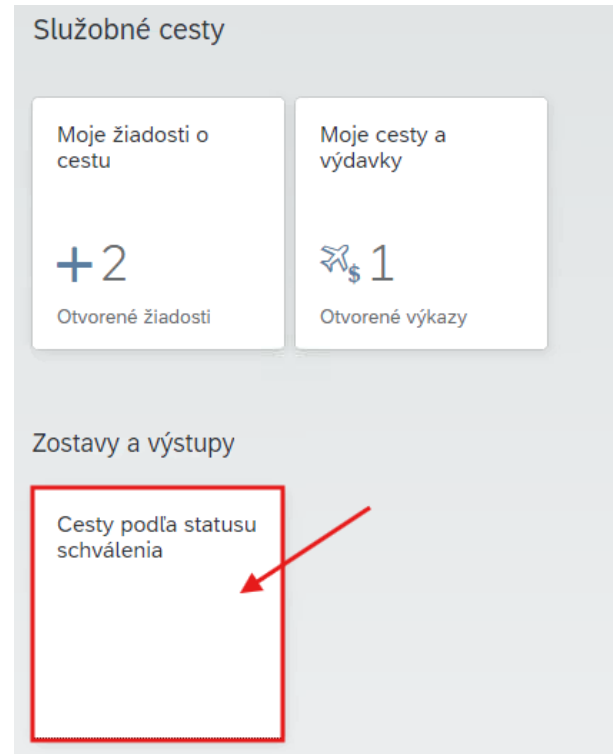 Služobné cesty
Moje žiadosti o
cestu
+2
Otvorené žiadosti
Moje cesty a
výdavky
$ 1
Otvorené výkazy
Zostavy a výstupy
Cesty podľa statusu
schválenia